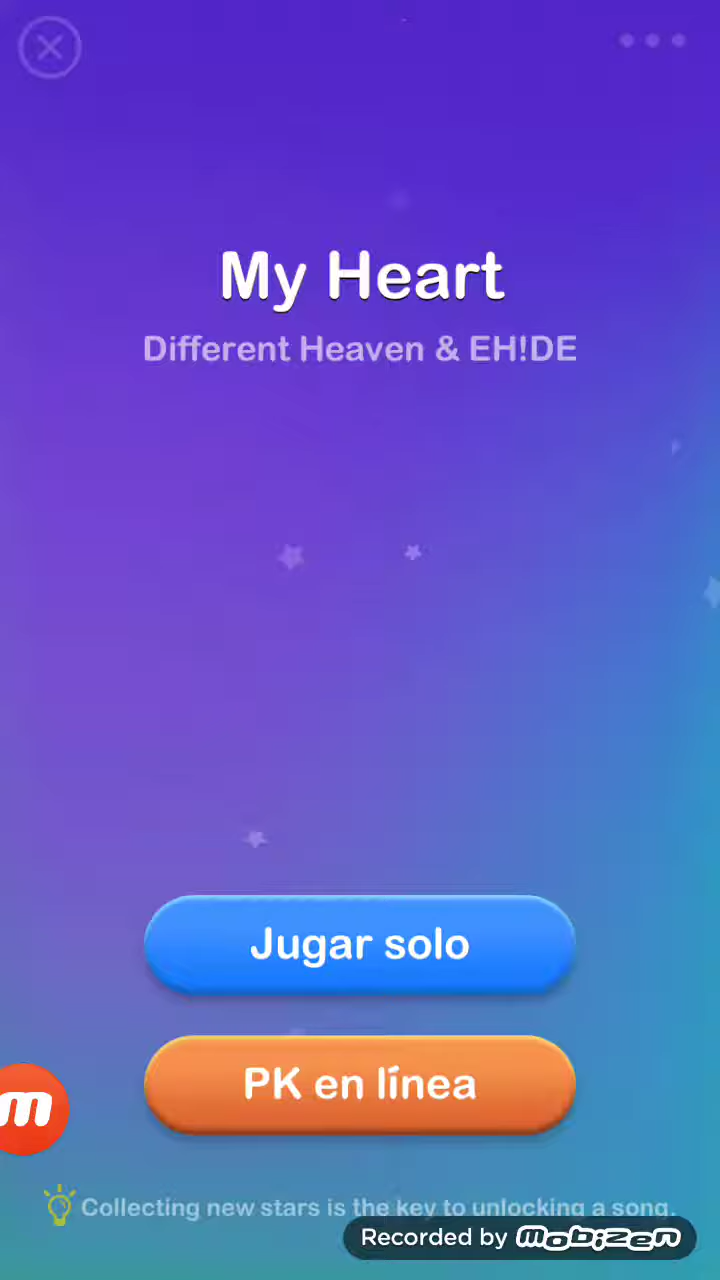 My Heart
Different Heaven & EH!DE
Jugar solo
PK en línea
m
Collecting new stars is the key to unlocking a song.
Recorded by mobizen